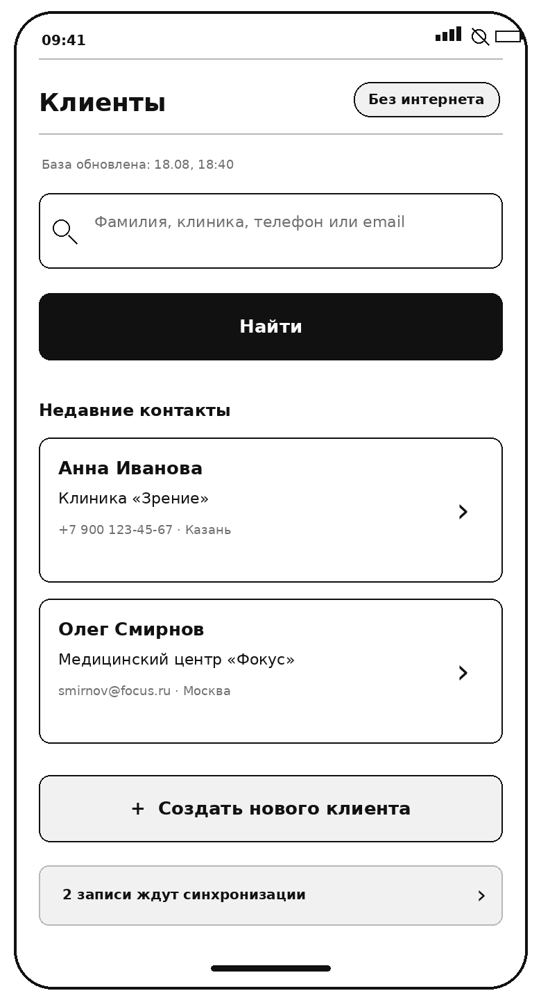 09:41
Клиенты
Без интернета
База обновлена: 18.08, 18:40
Фамилия, клиника, телефон или email
Найти
Недавние контакты
Анна Иванова
Клиника «Зрение»
+7 900 123-45-67 · Казань
Олег Смирнов
Медицинский центр «Фокус»
smirnov@focus.ru · Москва
+ Создать нового клиента
2 записи ждут синхронизации